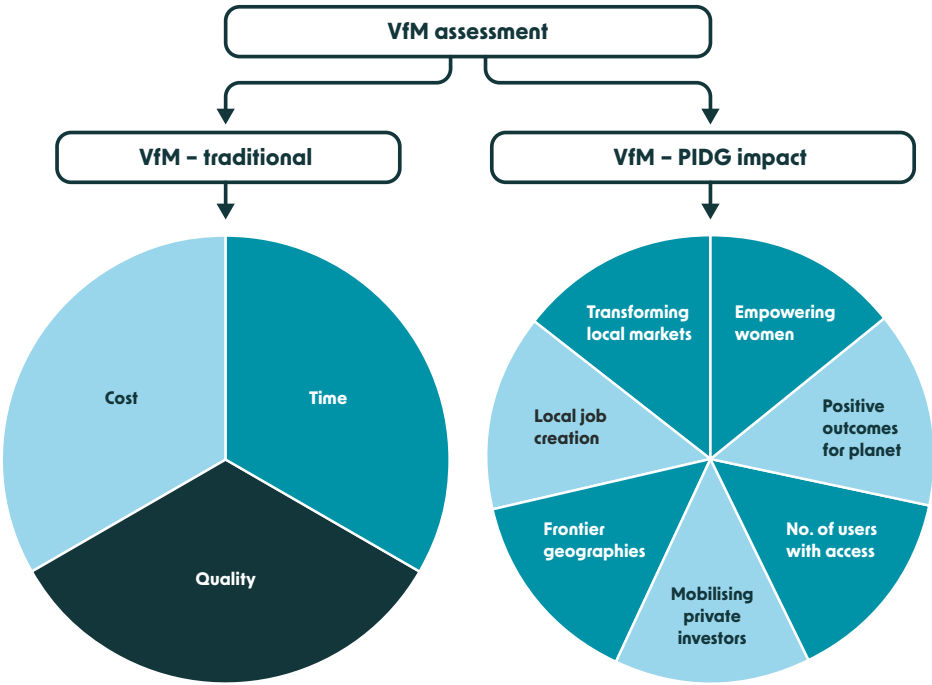 VfM assessment
VfM – traditional
VfM – PIDG impact
Cost
Time
Quality
Transforming
local markets
Empowering
women
Local job
creation
Positive
outcomes
for planet
Frontier
geographies
No. of users
with access
Mobilising
private
investors